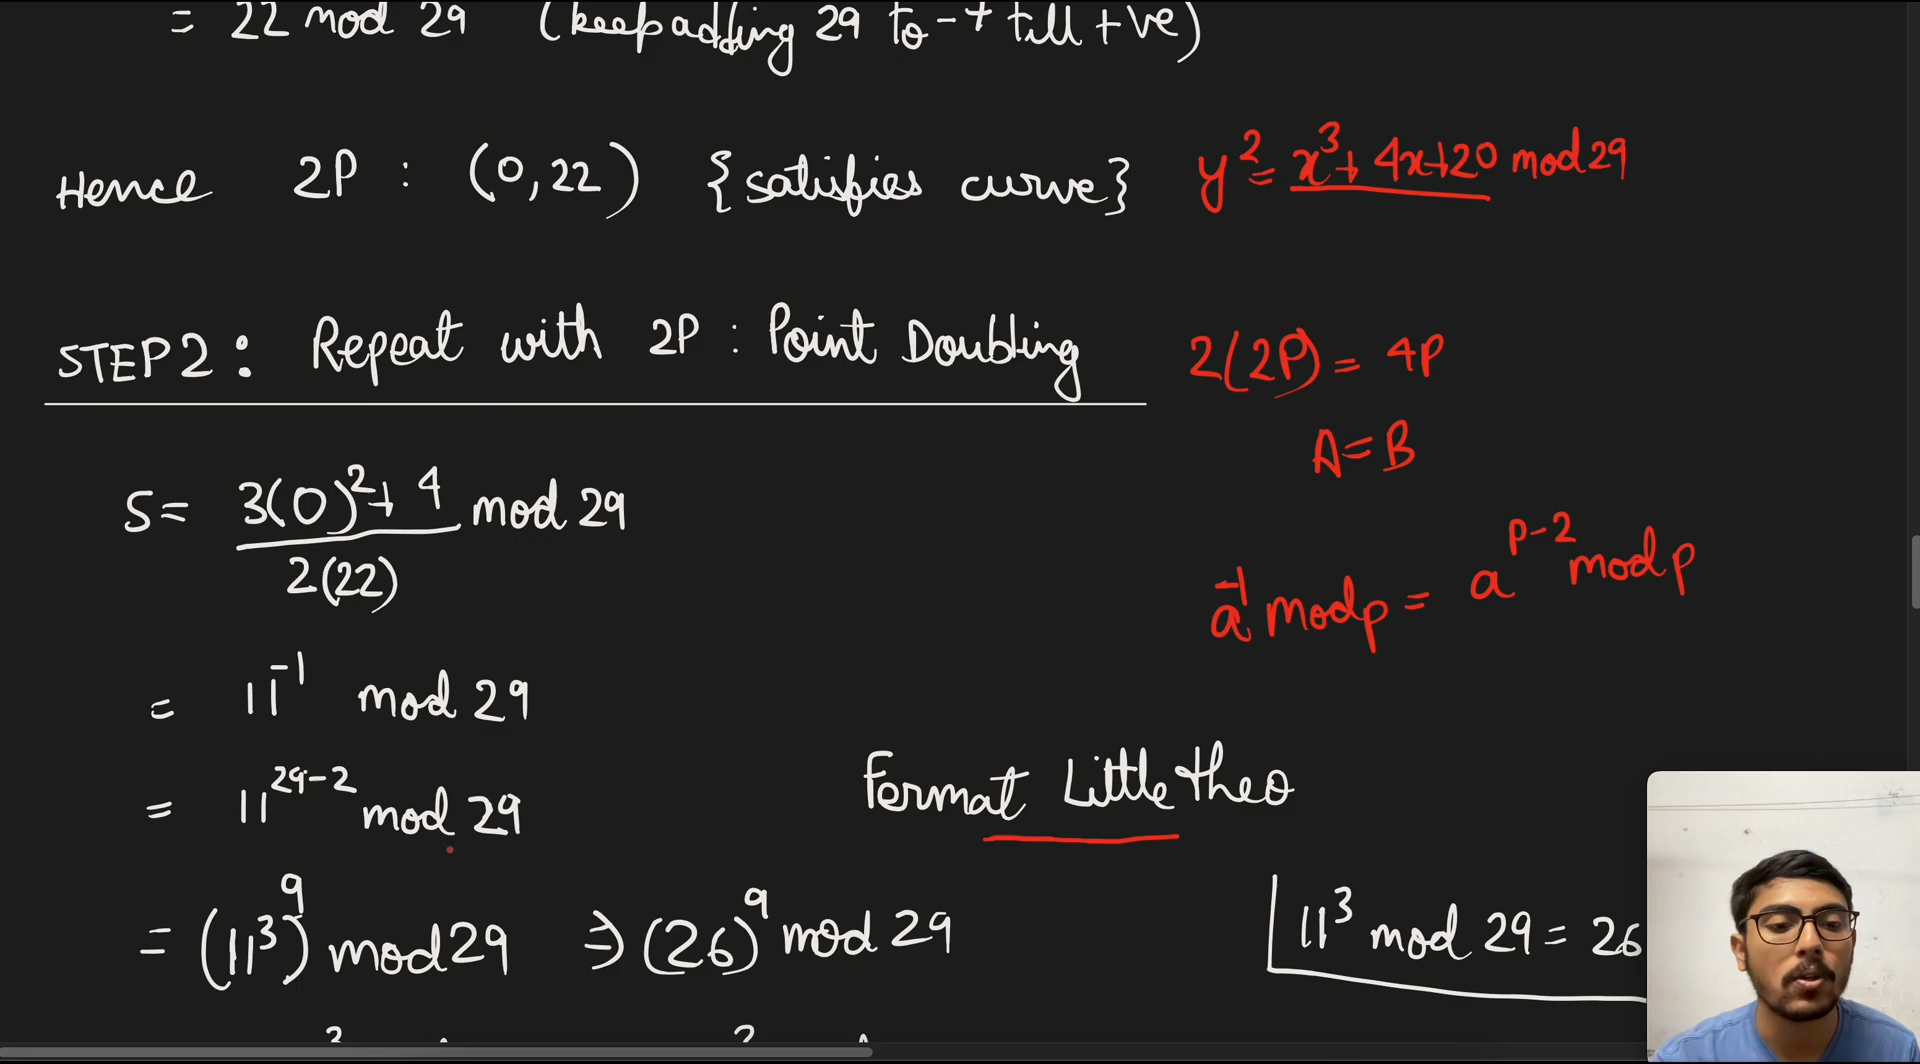 = 22 mod 29 (keep adding 29 to -+ till +ve)
Hence 2P : (0,22) {satisfies curve} y² = x³+4x+20 mod 29
STEP 2: Repeat with 2P : Point Doubling 2(2P) = 4P
A=B
S = 3(0)²+4 / 2(22) mod 29
a⁻¹ mod p = a^(p-2) mod p
= 11⁻¹ mod 29
= 11^(29-2) mod 29 Fermat Little theo
= (11³)⁹ mod 29 ⇒ (26)⁹ mod 29 11³ mod 29 = 26